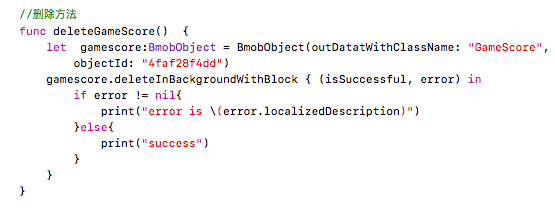 //删除方法
func deleteGameScore()  {
    let  gamescore:BmobObject = BmobObject(outDatatWithClassName: "GameScore",
        objectId: "4faf28f4dd")
    gamescore.deleteInBackgroundWithBlock { (isSuccessful, error) in
        if error != nil{
            print("error is \(error.localizedDescription)")
        }else{
            print("success")
        }
    }
}